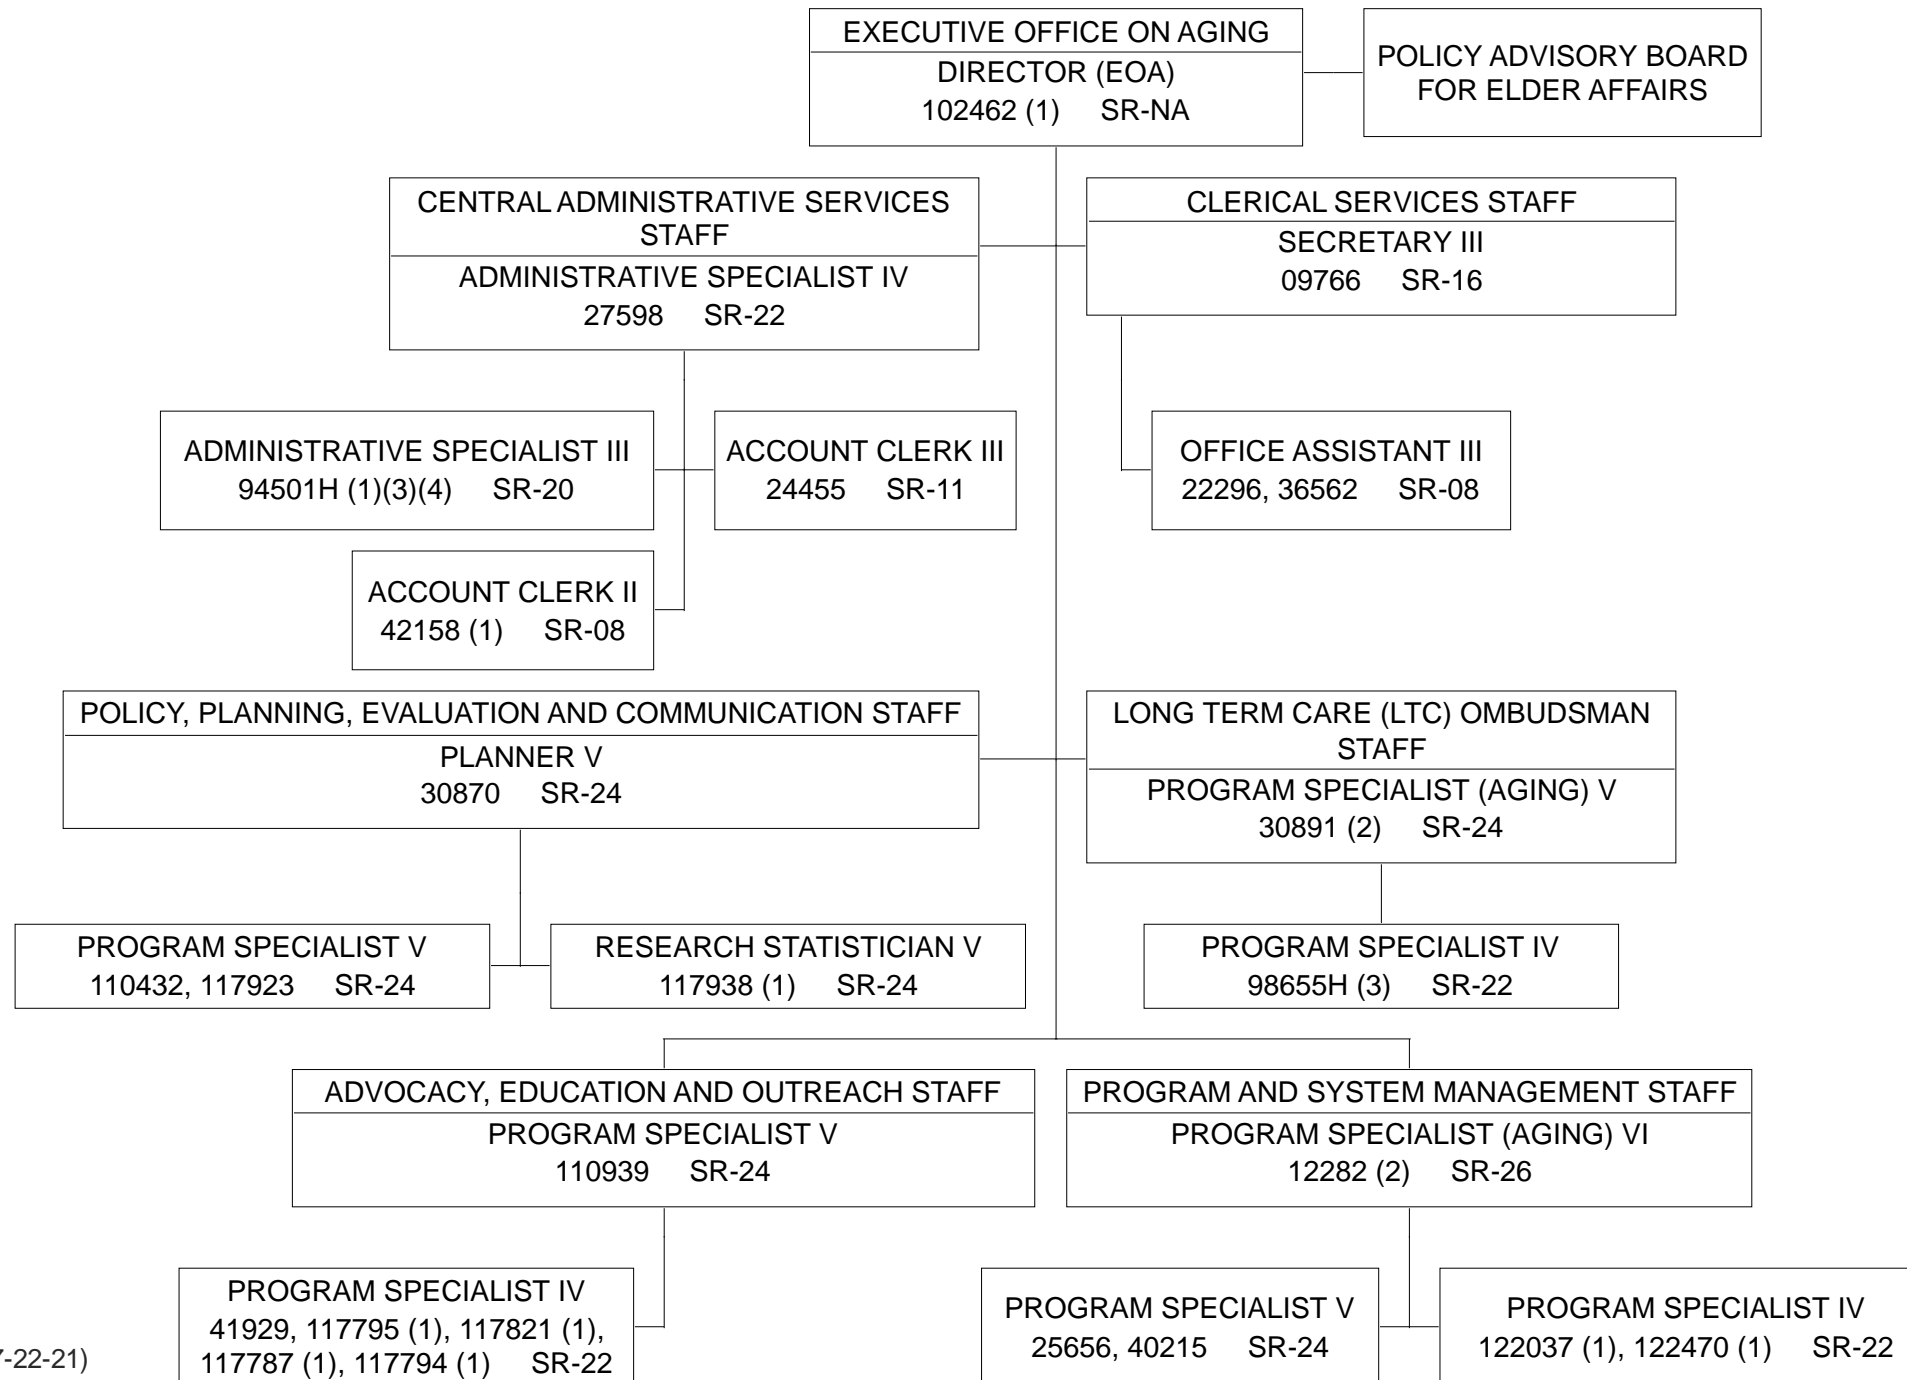 EXECUTIVE OFFICE ON AGING
DIRECTOR (EOA)
102462 (1) SR-NA
POLICY ADVISORY BOARD
FOR ELDER AFFAIRS
CENTRAL ADMINISTRATIVE SERVICES
STAFF
ADMINISTRATIVE SPECIALIST IV
27598 SR-22
CLERICAL SERVICES STAFF
SECRETARY III
09766 SR-16
ADMINISTRATIVE SPECIALIST III
94501H (1)(3)(4) SR-20
ACCOUNT CLERK III
24455 SR-11
OFFICE ASSISTANT III
22296, 36562 SR-08
ACCOUNT CLERK II
42158 (1) SR-08
POLICY, PLANNING, EVALUATION AND COMMUNICATION STAFF
PLANNER V
30870 SR-24
LONG TERM CARE (LTC) OMBUDSMAN
STAFF
PROGRAM SPECIALIST (AGING) V
30891 (2) SR-24
PROGRAM SPECIALIST V
110432, 117923 SR-24
RESEARCH STATISTICIAN V
117938 (1) SR-24
PROGRAM SPECIALIST IV
98655H (3) SR-22
ADVOCACY, EDUCATION AND OUTREACH STAFF
PROGRAM SPECIALIST V
110939 SR-24
PROGRAM AND SYSTEM MANAGEMENT STAFF
PROGRAM SPECIALIST (AGING) VI
12282 (2) SR-26
PROGRAM SPECIALIST IV
41929, 117795 (1), 117821 (1),
117787 (1), 117794 (1) SR-22
PROGRAM SPECIALIST V
25656, 40215 SR-24
PROGRAM SPECIALIST IV
122037 (1), 122470 (1) SR-22
-22-21)